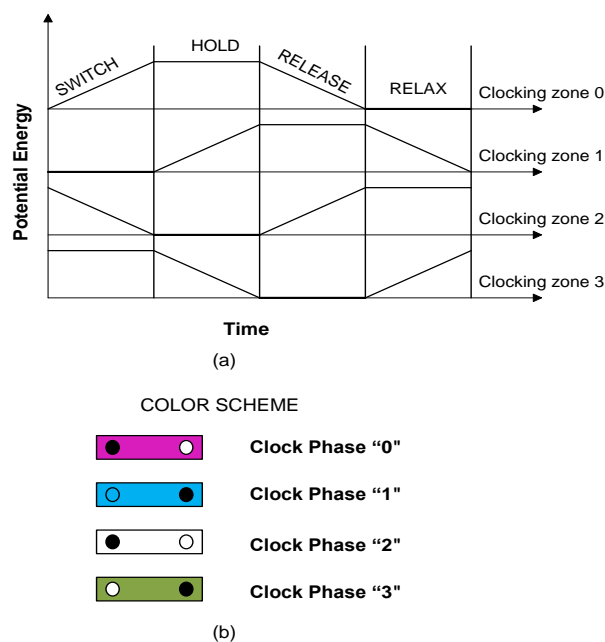 SWITCH
HOLD
RELEASE
RELAX
Clocking zone 0
Clocking zone 1
Clocking zone 2
Clocking zone 3
Potential Energy
Time
(a)
COLOR SCHEME
Clock Phase “0"
Clock Phase “1"
Clock Phase “2"
Clock Phase “3"
(b)